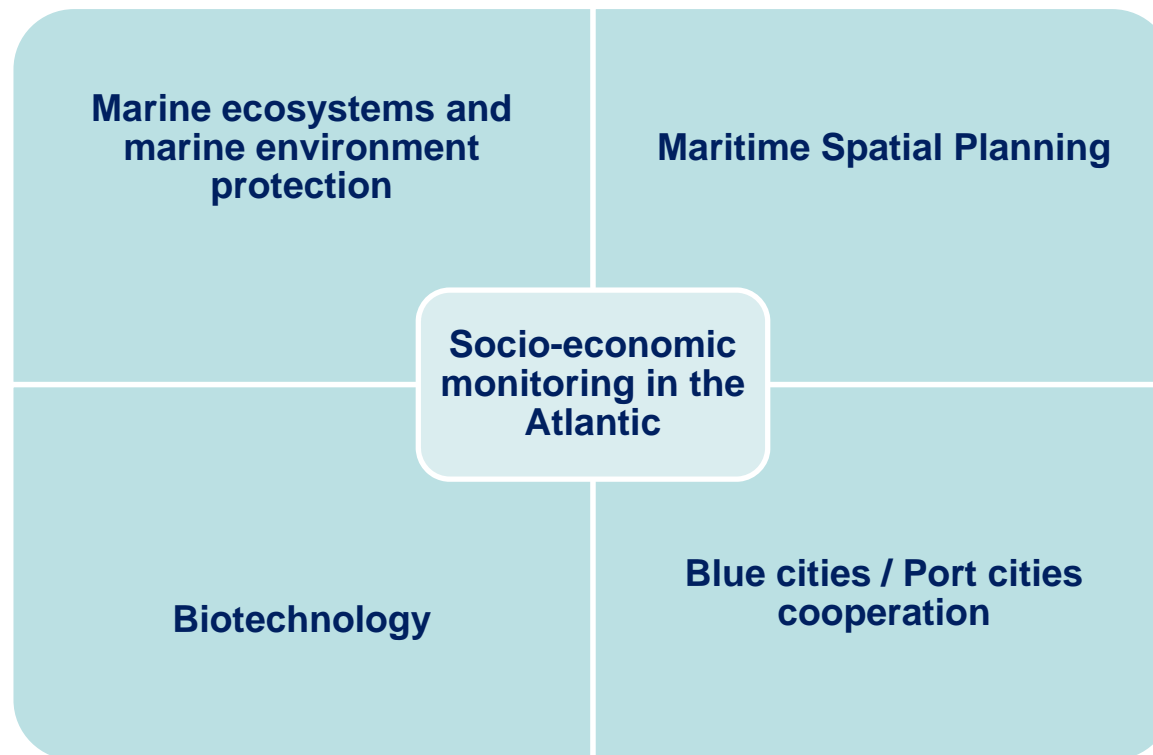 Marine ecosystems and
marine environment
protection
Maritime Spatial Planning
Socio-economic
monitoring in the
Atlantic
Biotechnology
Blue cities / Port cities
cooperation